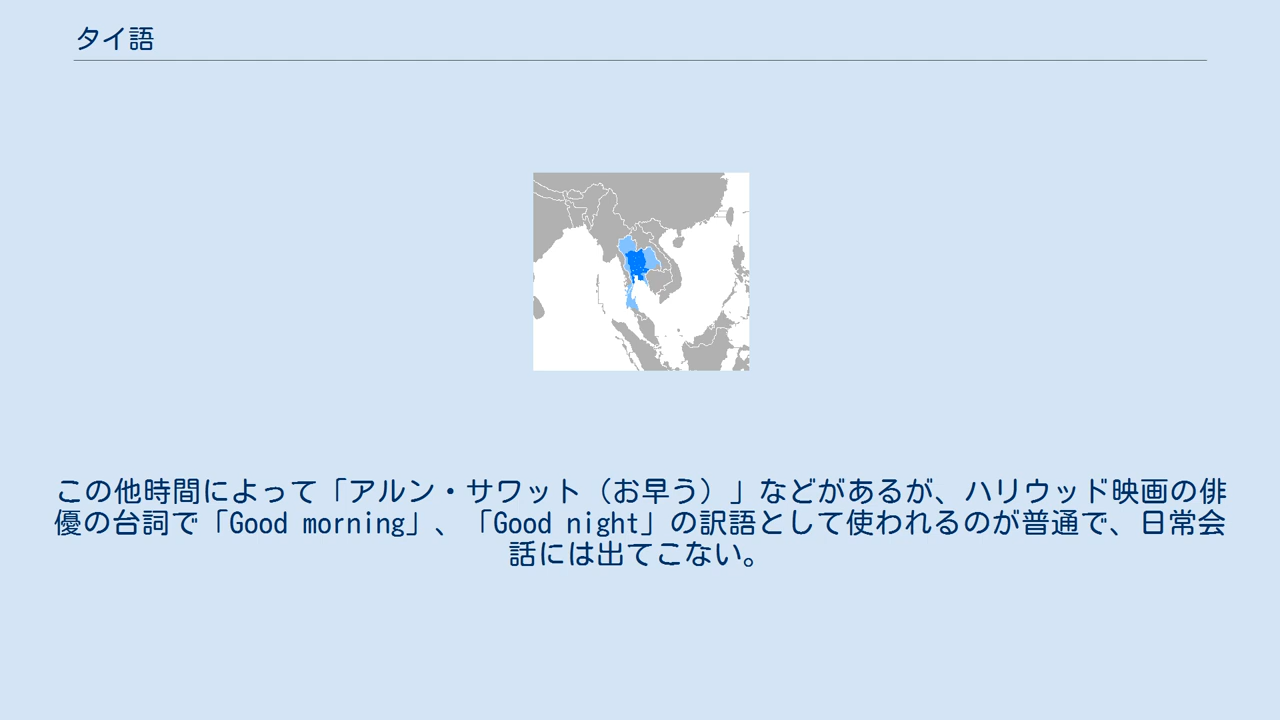 タイ語
この他時間によって「アルン・サワット（お早う）」などがあるが、ハリウッド映画の俳
優の台詞で「Good morning」、「Good night」の訳語として使われるのが普通で、日常会
話には出てこない。